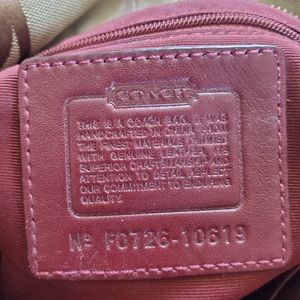 COACH
THIS IS A COACH BAG. IT WAS
HANDCRAFTED IN CHINA FROM
THE FINEST MATERIALS
WITH GENUINE
SUPERIOR CRAFTSMANSHIP AND
ATTENTION TO DETAIL REFLECT
OUR COMMITMENT TO ENDURING
QUALITY.
Nº F0726-10619